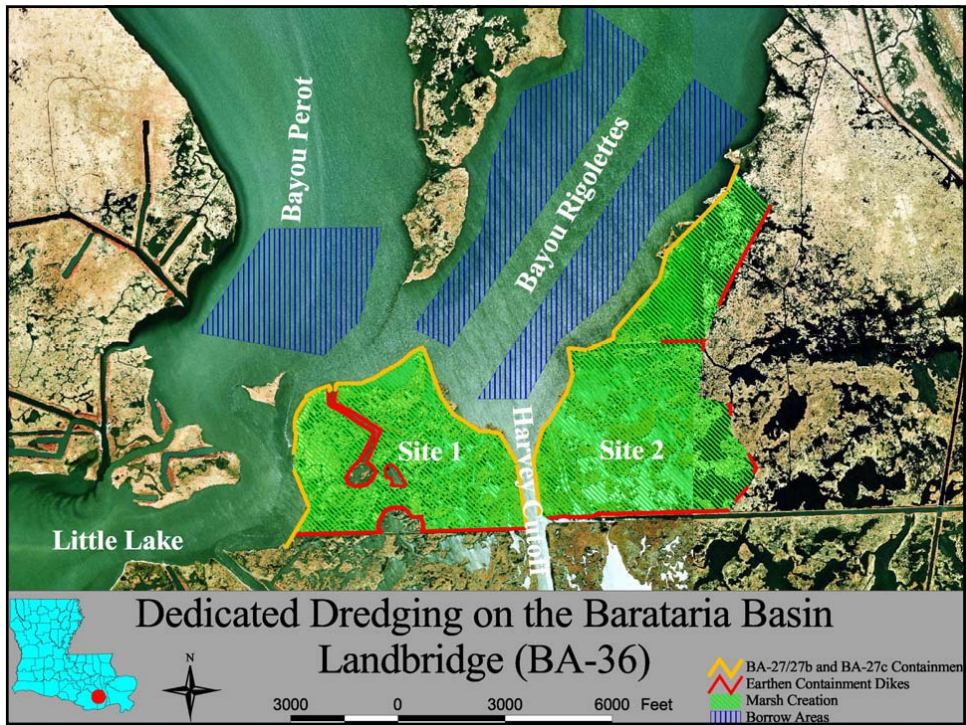 Bayou Perot
Bayou Rigolettes
Harvey Cutoff
Site 1
Site 2
Little Lake
Dedicated Dredging on the Barataria Basin
Landbridge (BA-36)
N
3000 0 3000 6000 Feet
BA-27/27b and BA-27c Containmen
Earthen Containment Dikes
Marsh Creation
Borrow Areas